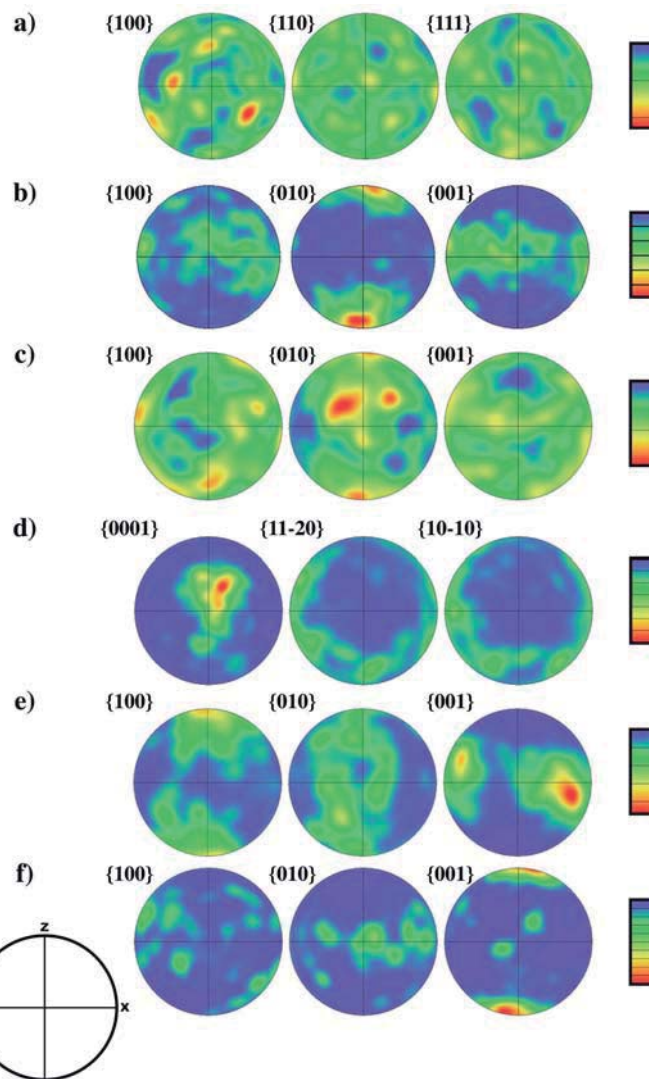 a) {100} {110} {111}
b) {100} {010} {001}
c) {100} {010} {001}
d) {0001} {11-20} {10-10}
e) {100} {010} {001}
f) {100} {010} {001}
z
x